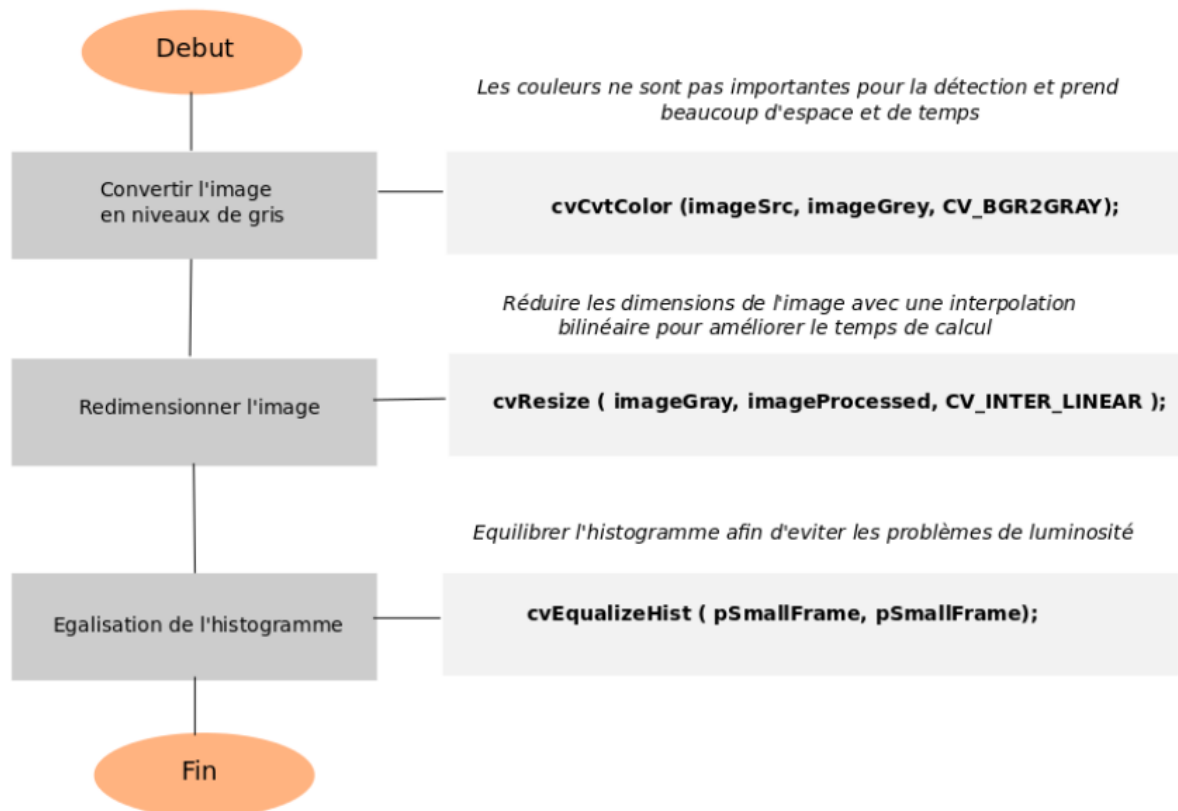 Debut
Les couleurs ne sont pas importantes pour la détection et prend
beaucoup d'espace et de temps
Convertir l'image
en niveaux de gris
cvCvtColor (imageSrc, imageGrey, CV_BGR2GRAY);
Réduire les dimensions de l'image avec une interpolation
bilinéaire pour améliorer le temps de calcul
Redimensionner l'image
cvResize ( imageGray, imageProcessed, CV_INTER_LINEAR );
Equilibrer l'histogramme afin d'eviter les problèmes de luminosité
Egalisation de l'histogramme
cvEqualizeHist ( pSmallFrame, pSmallFrame);
Fin